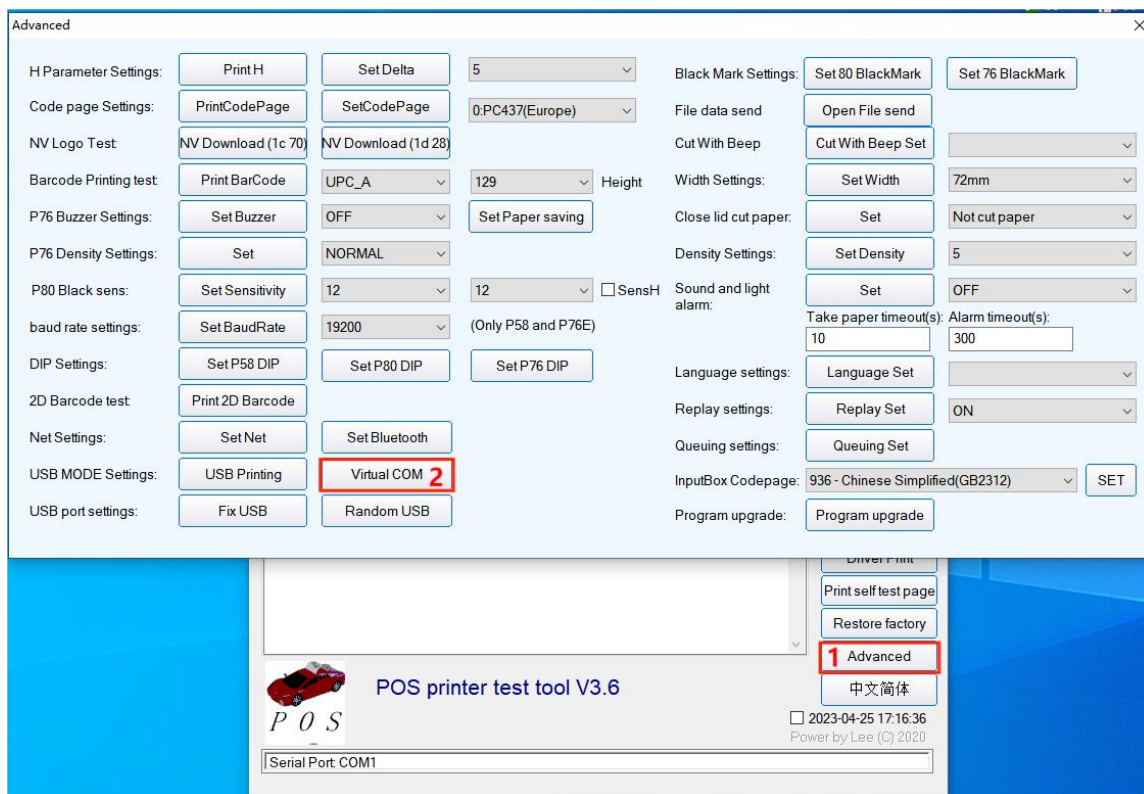 Advanced
H Parameter Settings: Print H Set Delta 5
Code page Settings: PrintCodePage SetCodePage 0:PC437(Europe)
NV Logo Test: NV Download (1c 70) NV Download (1d 28)
Barcode Printing test: Print BarCode UPC_A 129 Height
P76 Buzzer Settings: Set Buzzer OFF Set Paper saving
P76 Density Settings: Set NORMAL
P80 Black sens: Set Sensitivity 12 12 SensH
baud rate settings: Set BaudRate 19200 (Only P58 and P76E)
DIP Settings: Set P58 DIP Set P80 DIP Set P76 DIP
2D Barcode test: Print 2D Barcode
Net Settings: Set Net Set Bluetooth
USB MODE Settings: USB Printing Virtual COM 2
USB port settings: Fix USB Random USB
Black Mark Settings: Set 80 BlackMark Set 76 BlackMark
File data send Open File send
Cut With Beep Cut With Beep Set
Width Settings: Set Width 72mm
Close lid cut paper: Set Not cut paper
Density Settings: Set Density 5
Sound and light alarm: Set OFF
Take paper timeout(s): Alarm timeout(s):
10 300
Language settings: Language Set
Replay settings: Replay Set ON
Queuing settings: Queuing Set
InputBox Codepage: 936 - Chinese Simplified(GB2312) SET
Program upgrade: Program upgrade
Driver Print
Print self test page
Restore factory
1 Advanced
中文简体
POS
POS printer test tool V3.6
2023-04-25 17:16:36
Power by Lee (C) 2020
Serial Port: COM1